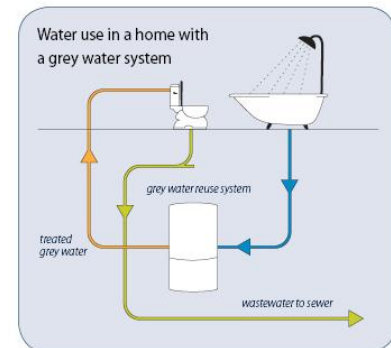 Water use in a home with
a grey water system
grey water reuse system
treated
grey water
wastewater to sewer